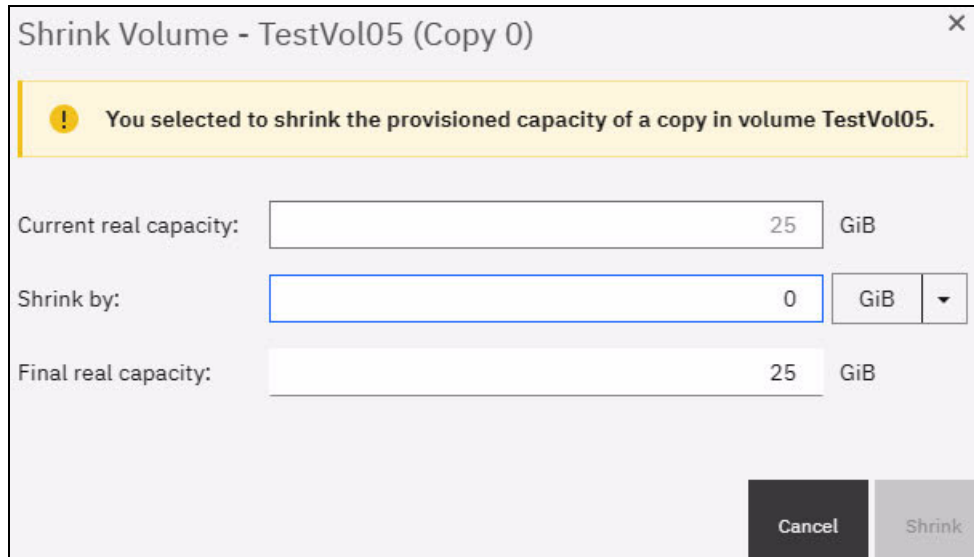 Shrink Volume - TestVol05 (Copy 0)
You selected to shrink the provisioned capacity of a copy in volume TestVol05.
Current real capacity: 25 GiB
Shrink by: 0 GiB
Final real capacity: 25 GiB
Cancel Shrink